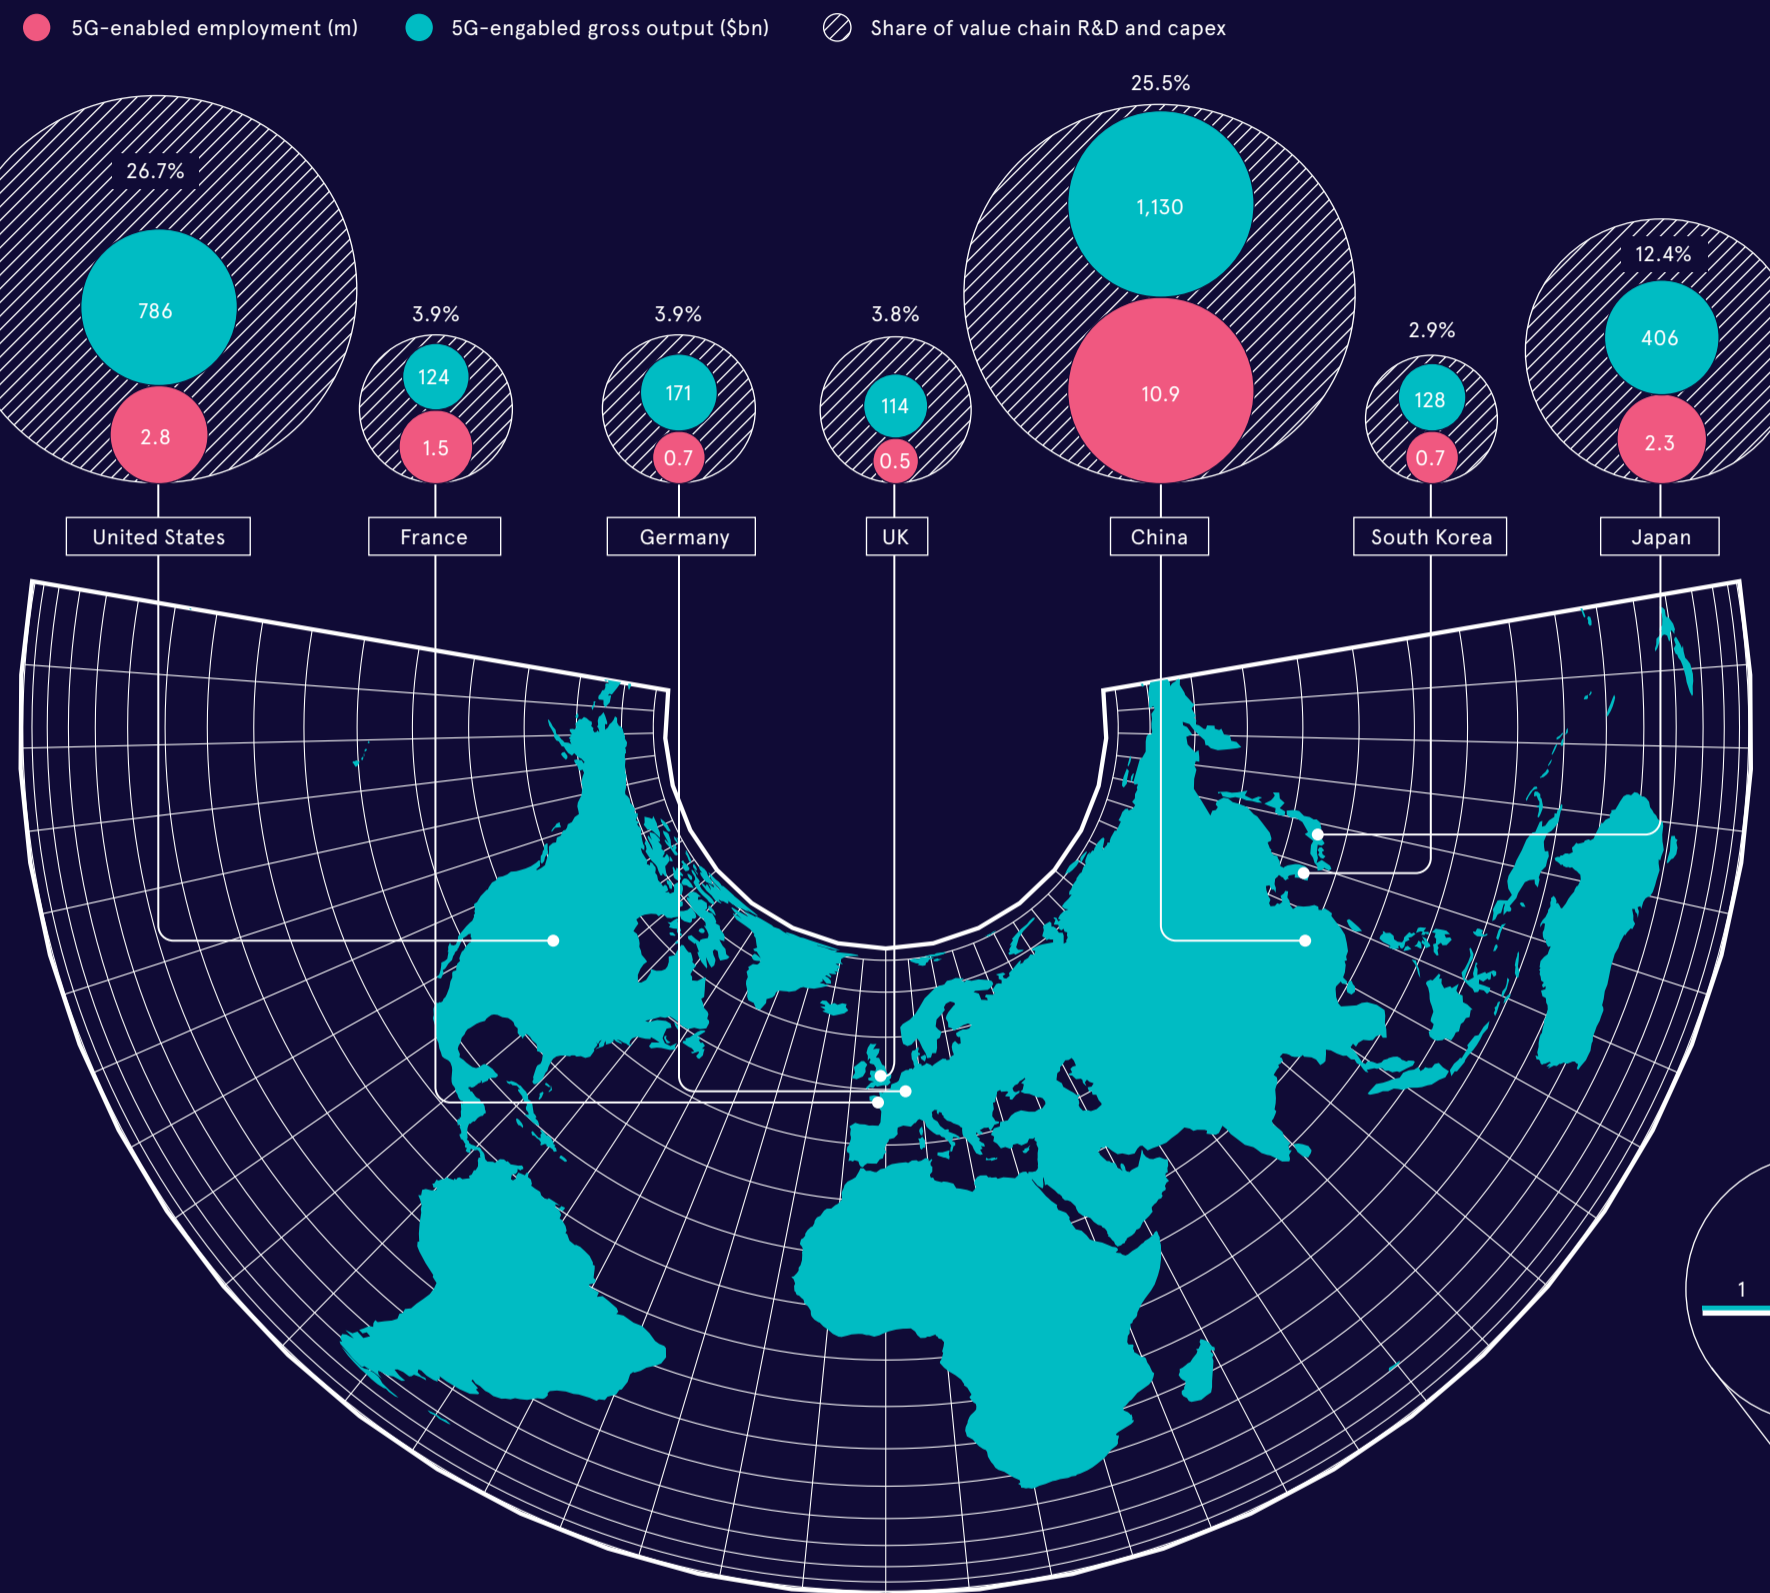 5G-enabled employment (m)
5G-engabled gross output ($bn)
Share of value chain R&D and capex
26.7%
786
2.8
United States
3.9%
124
1.5
France
3.9%
171
0.7
Germany
3.8%
114
0.5
UK
25.5%
1,130
10.9
China
2.9%
128
0.7
South Korea
12.4%
406
2.3
Japan
1